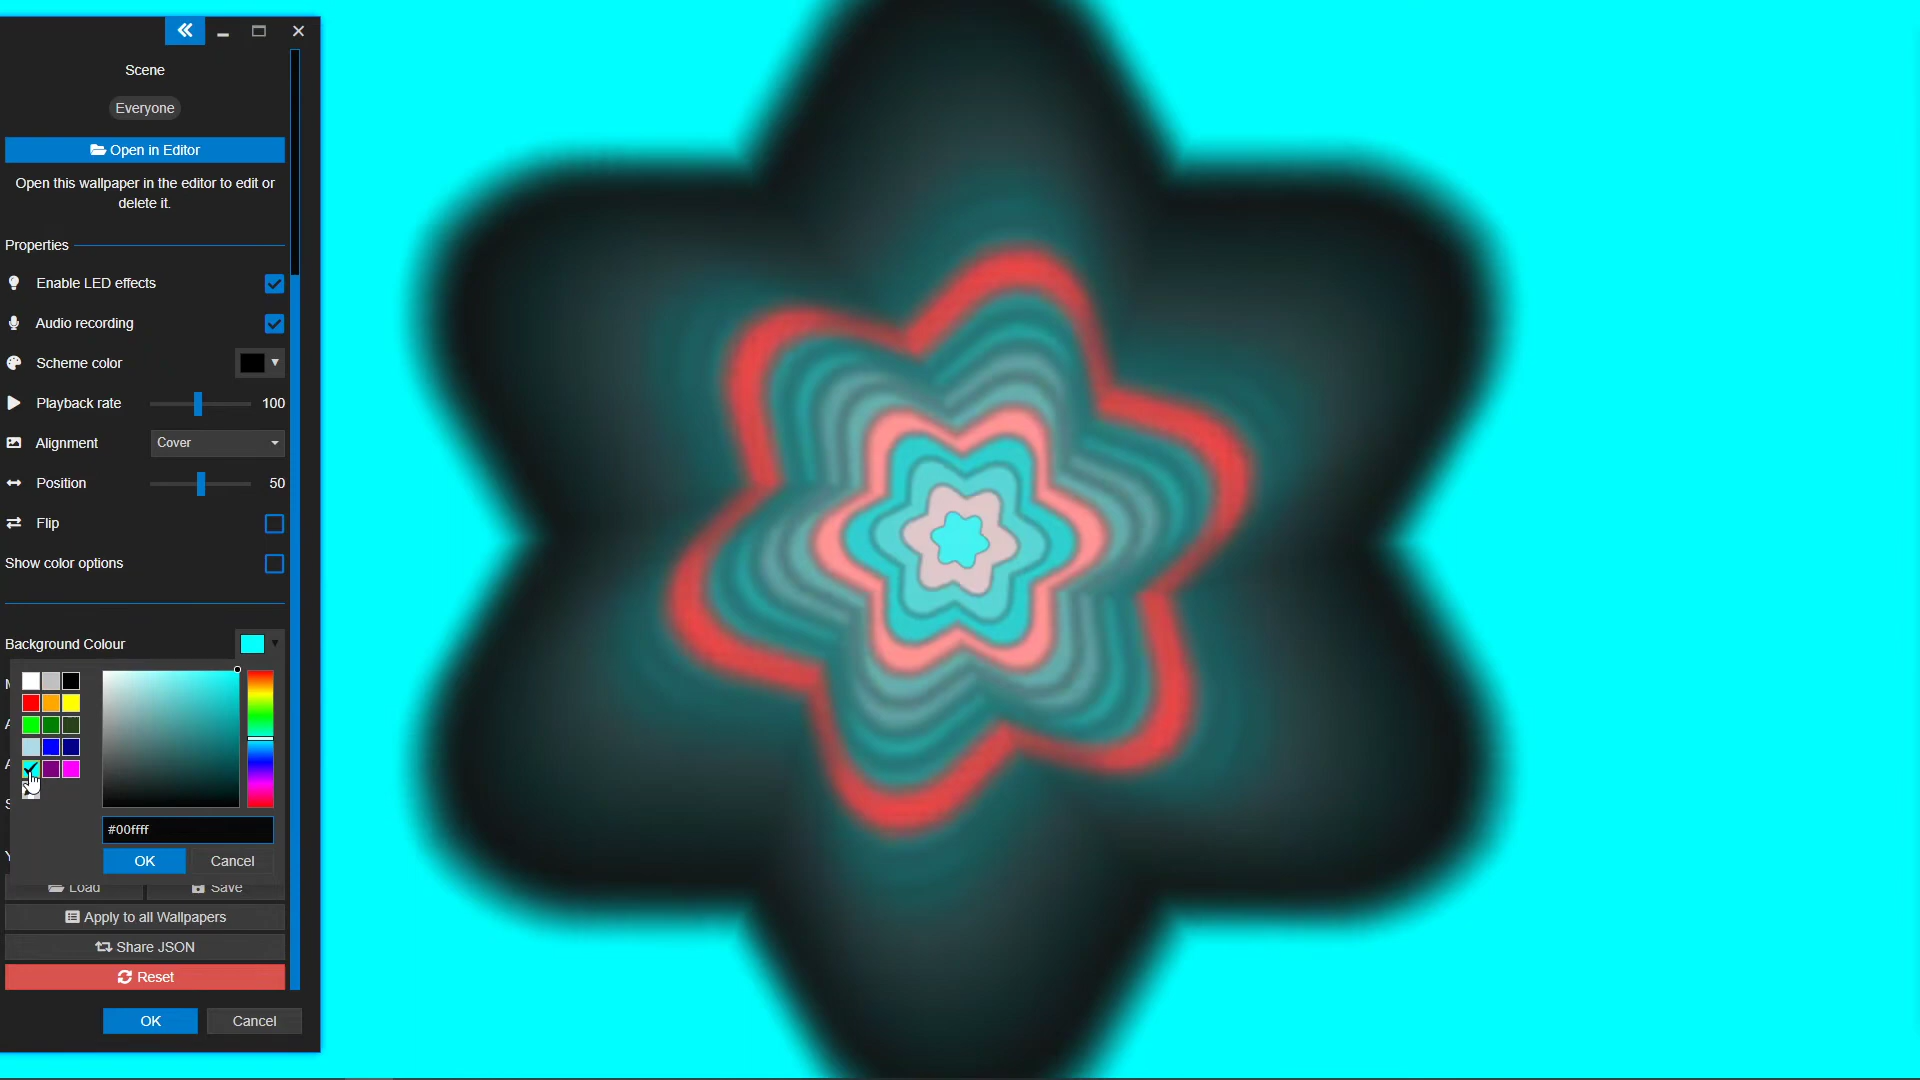 Scene
Everyone
Open in Editor
Open this wallpaper in the editor to edit or
delete it.
Properties
Enable LED effects
Audio recording
Scheme color
Playback rate 100
Alignment Cover
Position 50
Flip
Show color options
Background Colour
#00ffff
OK Cancel
Load Save
Apply to all Wallpapers
Share JSON
Reset
OK Cancel